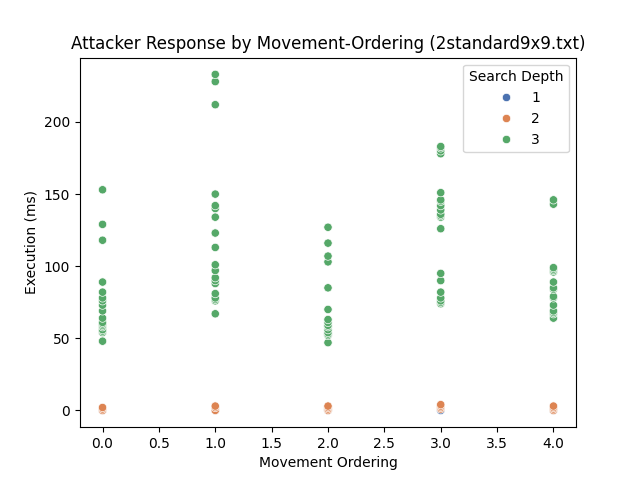 Attacker Response by Movement-Ordering (2standard9x9.txt)
Search Depth
1
2
3
200
150
100
50
0
Execution (ms)
0.0 0.5 1.0 1.5 2.0 2.5 3.0 3.5 4.0
Movement Ordering